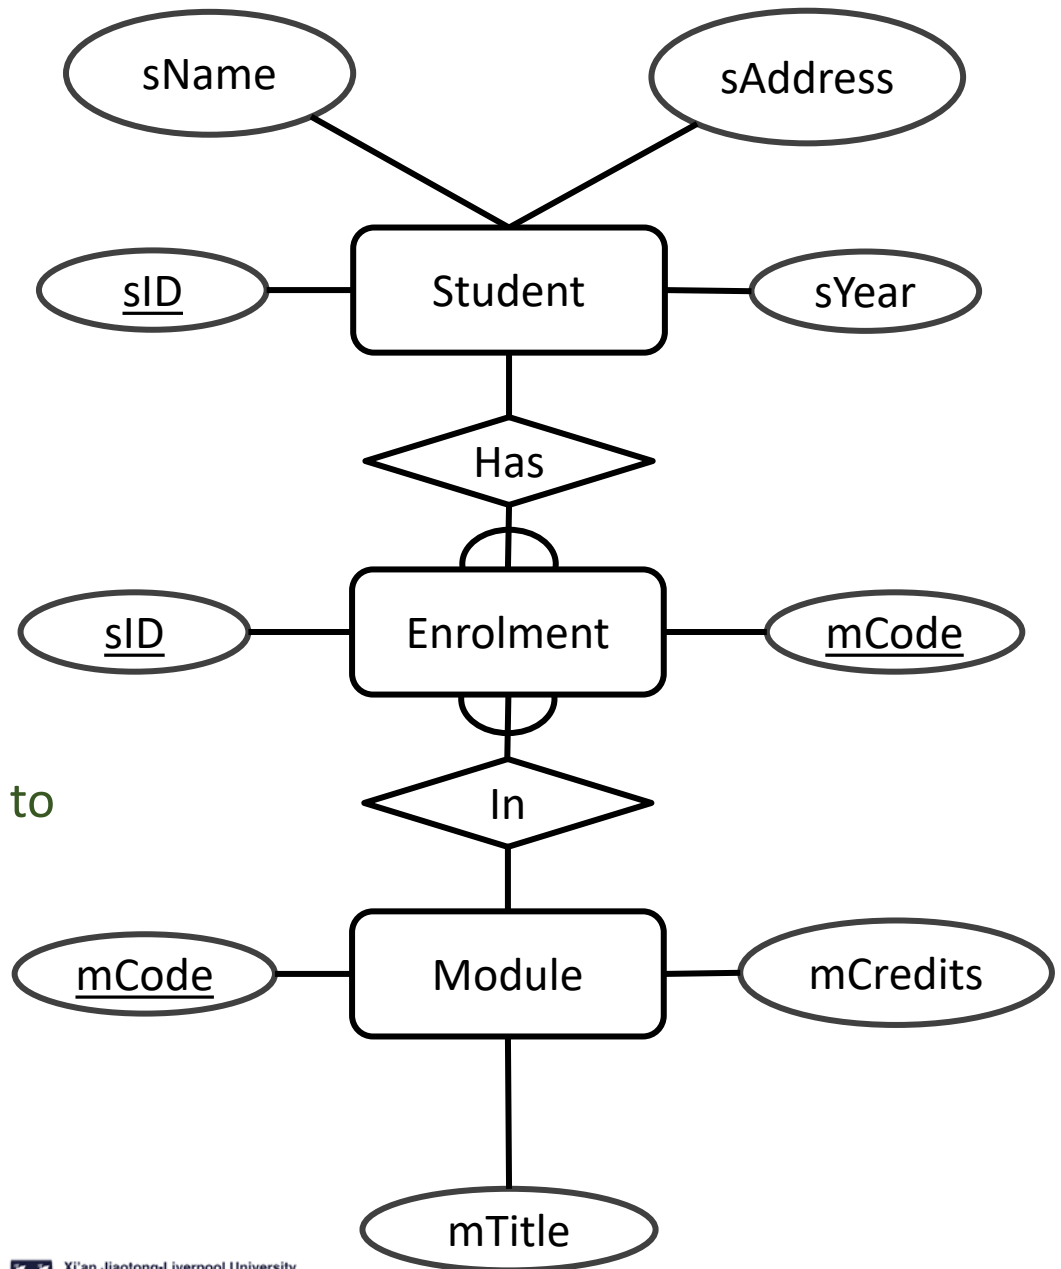 sName
sAddress
sID
Student
sYear
Has
sID
Enrolment
mCode
to
In
mCode
Module
mCredits
mTitle
Xi'an Jiaotong-Liverpool University